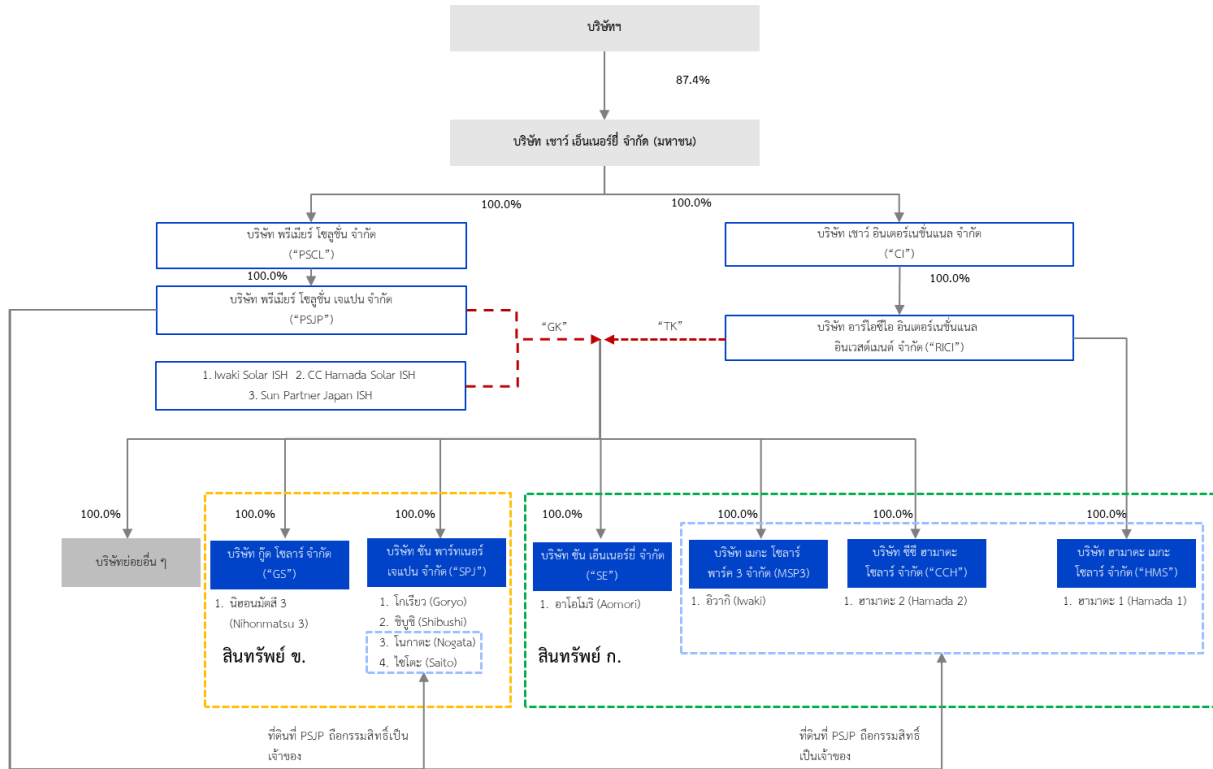 บริษัทฯ
87.4%
บริษัท เชาว์ เอ็นเนอร์ยี่ จำกัด (มหาชน)
100.0%
100.0%
บริษัท พรีเมียร์ โซลูชั่น จำกัด
(“PSCL”)
บริษัท เชาว์ อินเตอร์เนชั่นแนล จำกัด
(“CI”)
100.0%
100.0%
บริษัท พรีเมียร์ โซลูชั่น เจแปน จำกัด
(“PSJP”)
“GK”
“TK”
บริษัท อาร์ไอซีไอ อินเตอร์เนชั่นแนล
อินเวสต์เมนต์ จำกัด (“RICI”)
1. Iwaki Solar ISH 2. CC Hamada Solar ISH
3. Sun Partner Japan ISH
100.0%
100.0%
100.0%
100.0%
100.0%
100.0%
100.0%
บริษัทย่อยอื่น ๆ
บริษัท กู๊ด โซลาร์ จำกัด
(“GS”)
บริษัท ซัน พาร์ทเนอร์
เจแปน จำกัด (“SPJ”)
บริษัท ซัน เอ็นเนอร์ยี่ จำกัด
(“SE”)
บริษัท เมกะ โซลาร์
พาร์ค 3 จำกัด (MSP3)
บริษัท ซีซี ฮามาดะ
โซลาร์ จำกัด (“CCH”)
บริษัท ฮามาดะ เมกะ
โซลาร์ จำกัด (“HMS”)
1. นิฮอนมัตสึ 3
(Nihonmatsu 3)
1. โกเรียว (Goryo)
2. ชิบูชิ (Shibushi)
3. โนกาตะ (Nogata)
4. ไซโตะ (Saito)
1. อาโอโมริ (Aomori)
1. อิวากิ (Iwaki)
1. ฮามาดะ 2 (Hamada 2)
1. ฮามาดะ 1 (Hamada 1)
สินทรัพย์ ข.
สินทรัพย์ ก.
ที่ดินที่ PSJP ถือกรรมสิทธิ์เป็น
เจ้าของ
ที่ดินที่ PSJP ถือกรรมสิทธิ์
เป็นเจ้าของ